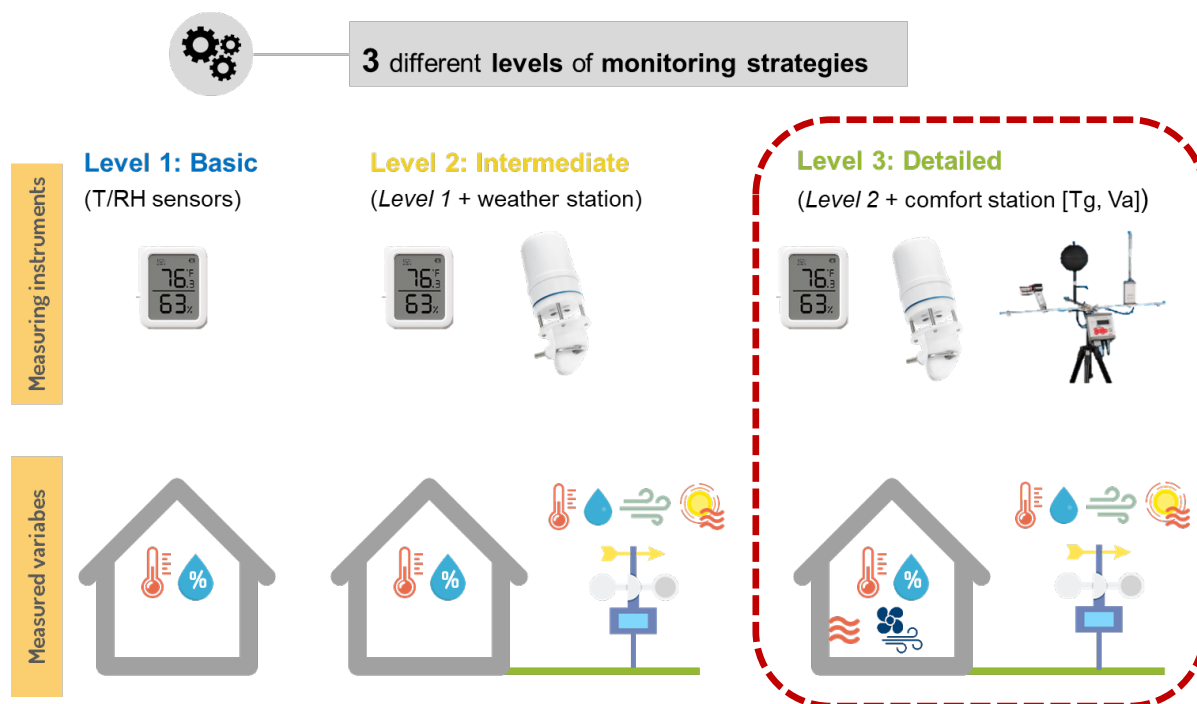 3 different levels of monitoring strategies
Level 1: Basic
(T/RH sensors)
Level 2: Intermediate
(Level 1 + weather station)
Level 3: Detailed
(Level 2 + comfort station [Tg, Va])
Measuring instruments
76.3 °F
63%
76.3 °F
63%
76.3 °F
63%
Measured variabes
%
%
%